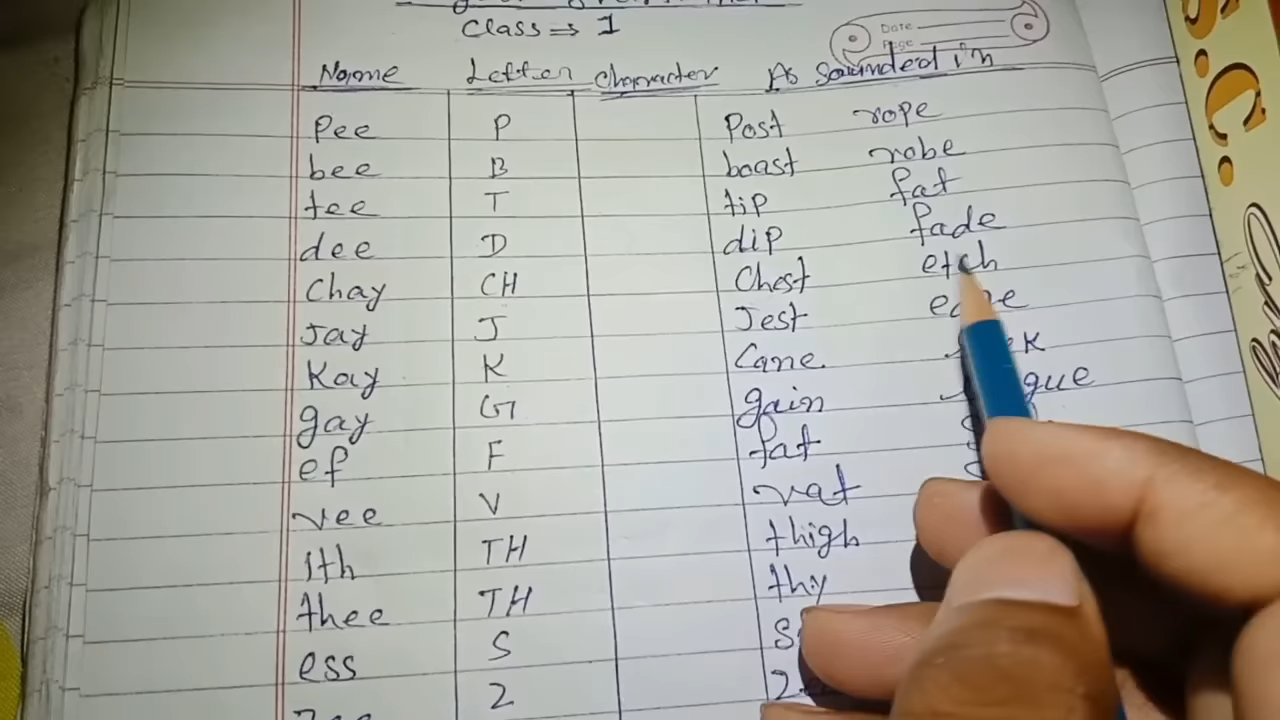 Class ⇒ 1
Date
Page
Name Letter Character As Sounded in
Pee P Post rope
bee B boast robe
tee T tip fat
dee D dip fade
Chay CH Chest etch
Jay J Jest
Kay K Cane
gay G gain
ef F fat
vee V vat
ith TH thigh
thee TH thy
ess S
Z
S.C.